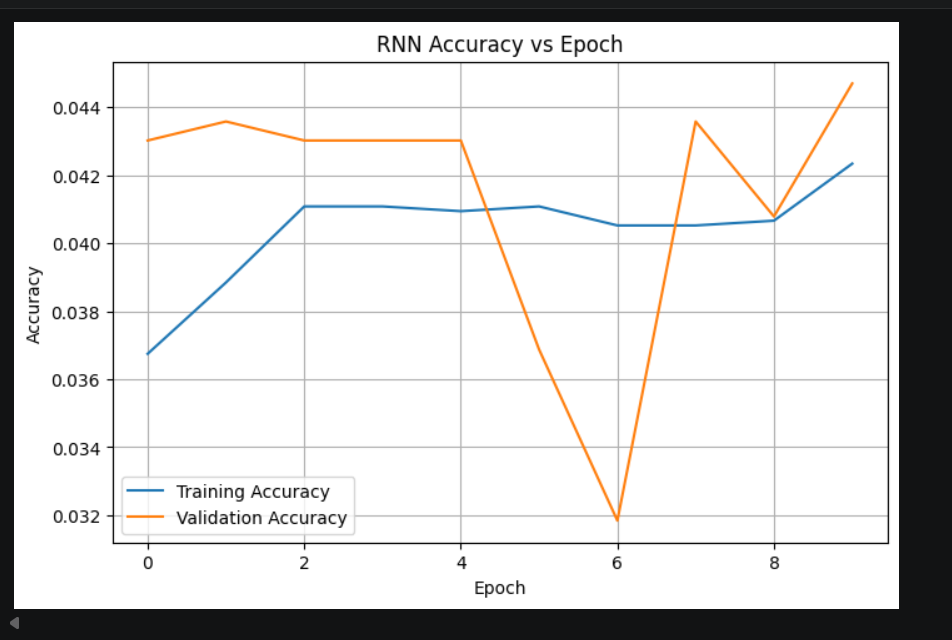 RNN Accuracy vs Epoch
0.044
0.042
0.040
0.038
0.036
0.034
0.032
Accuracy
Training Accuracy
Validation Accuracy
0 2 4 6 8
Epoch